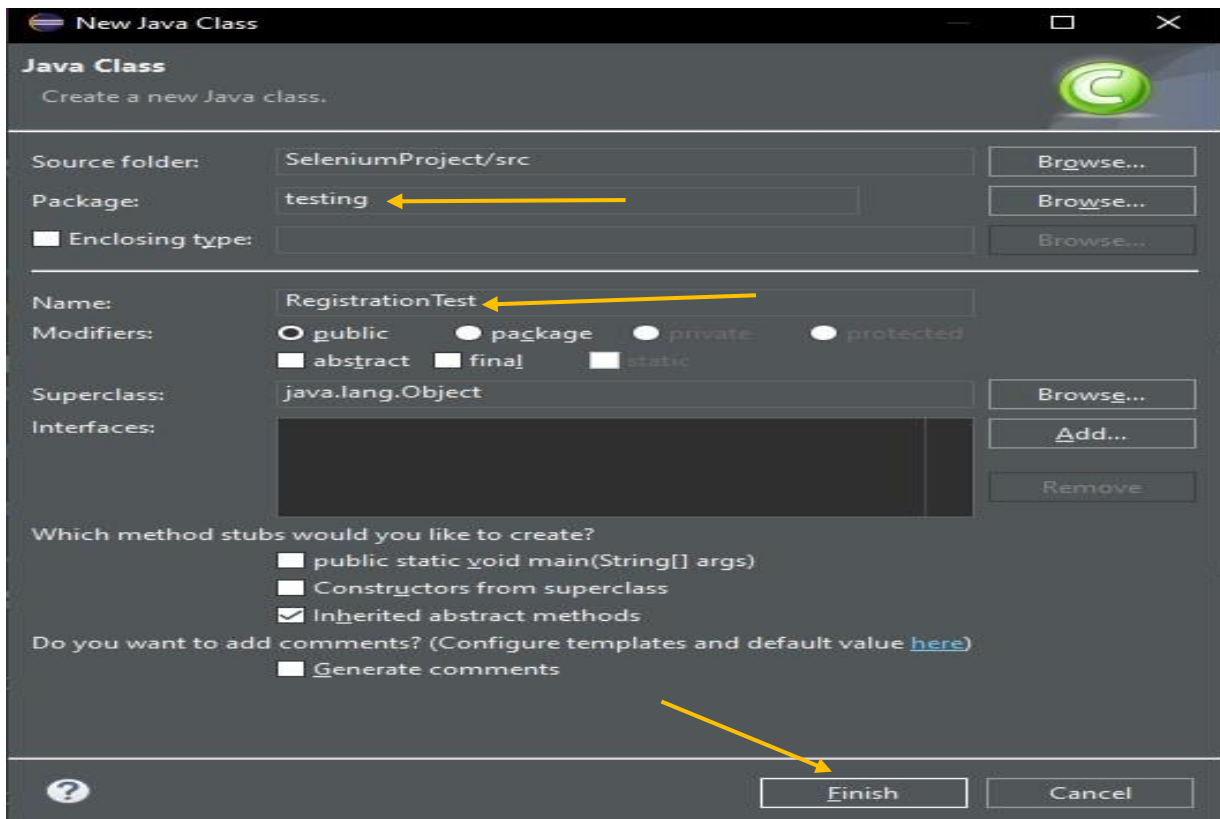 New Java Class
Java Class
Create a new Java class.
Source folder: SeleniumProject/src Browse...
Package: testing Browse...
Enclosing type: Browse...
Name: RegistrationTest
Modifiers: public package private protected
abstract final static
Superclass: java.lang.Object Browse...
Interfaces: Add...
Remove
Which method stubs would you like to create?
public static void main(String[] args)
Constructors from superclass
Inherited abstract methods
Do you want to add comments? (Configure templates and default value here)
Generate comments
? Finish Cancel